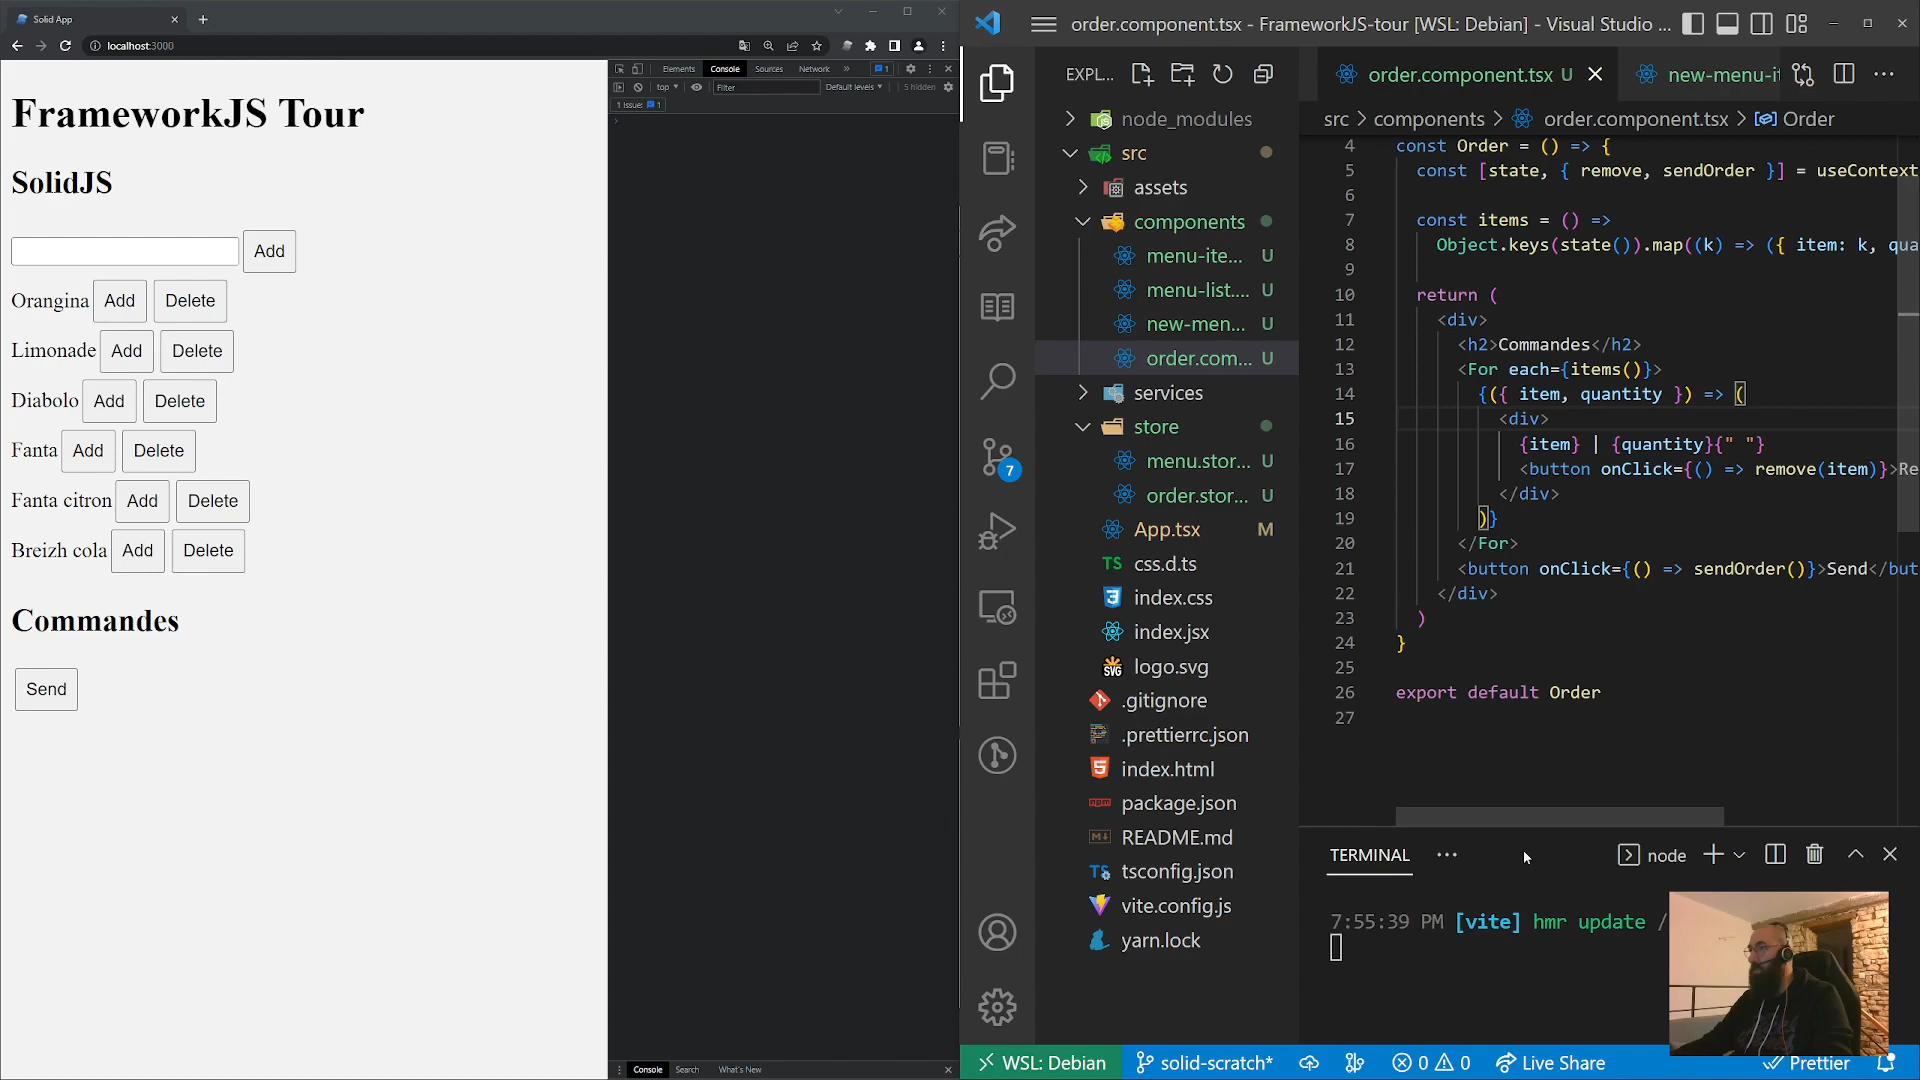 Solid App
localhost:3000
FrameworkJS Tour
SolidJS
Add
Orangina Add Delete
Limonade Add Delete
Diabolo Add Delete
Fanta Add Delete
Fanta citron Add Delete
Breizh cola Add Delete
Commandes
Send
Elements Console Sources Network » 1
top Filter Default levels 5 hidden
1 Issue: 1
Console Search What's New
order.component.tsx - FrameworkJS-tour [WSL: Debian] - Visual Studio ...
EXPL...
node_modules
src
assets
components
menu-ite... U
menu-list.... U
new-men... U
order.com... U
services
store
menu.stor... U
order.stor... U
App.tsx M
TS css.d.ts
index.css
index.jsx
SVG logo.svg
.gitignore
.prettierrc.json
index.html
package.json
README.md
tsconfig.json
vite.config.js
yarn.lock
7
order.component.tsx U
new-menu-i
src > components > order.component.tsx > Order
4 const Order = () => {
5 const [state, { remove, sendOrder }] = useContext
6
7 const items = () =>
8 Object.keys(state()).map((k) => ({ item: k, qua
9
10 return (
11 <div>
12 <h2>Commandes</h2>
13 <For each={items()}>
14 {({ item, quantity }) => (
15 <div>
16 {item} | {quantity}{" "}
17 <button onClick={() => remove(item)}>Re
18 </div>
19 )}
20 </For>
21 <button onClick={() => sendOrder()}>Send</but
22 </div>
23 )
24 }
25
26 export default Order
27
TERMINAL ... node
7:55:39 PM [vite] hmr update /
WSL: Debian solid-scratch* 0 0 Live Share Prettier